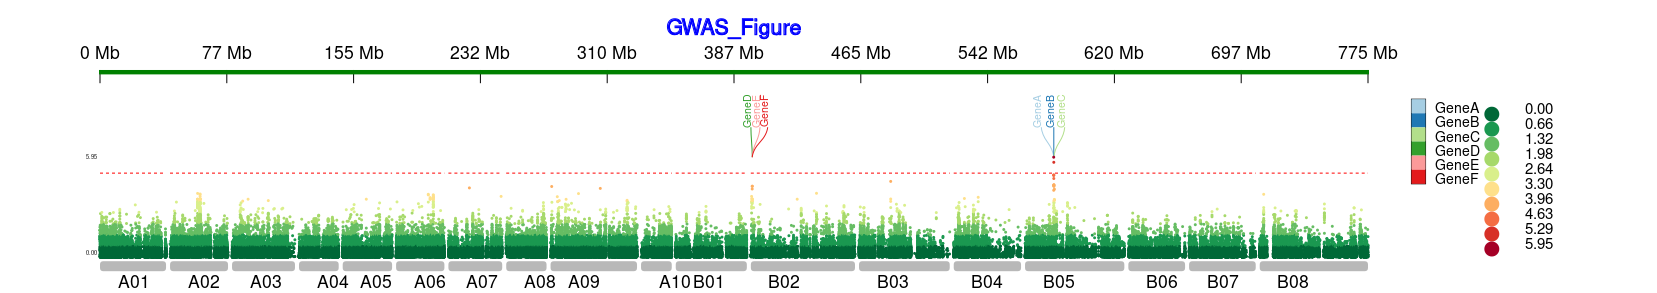 GWAS_Figure
0 Mb 77 Mb 155 Mb 232 Mb 310 Mb 387 Mb 465 Mb 542 Mb 620 Mb 697 Mb 775 Mb
GeneD GeneE GeneF GeneA GeneB GeneC
5.95
0.00
A01 A02 A03 A04 A05 A06 A07 A08 A09 A10 B01 B02 B03 B04 B05 B06 B07 B08
GeneA
GeneB
GeneC
GeneD
GeneE
GeneF
0.00
0.66
1.32
1.98
2.64
3.30
3.96
4.63
5.29
5.95